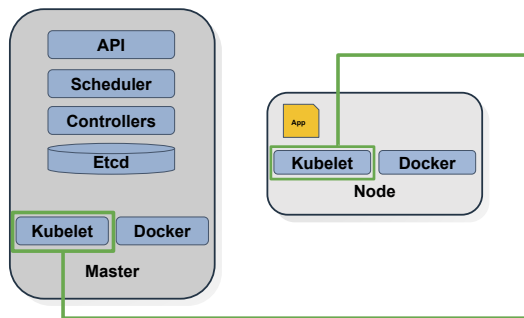 API
Scheduler
Controllers
Etcd
Kubelet
Docker
Master
App
Kubelet
Docker
Node